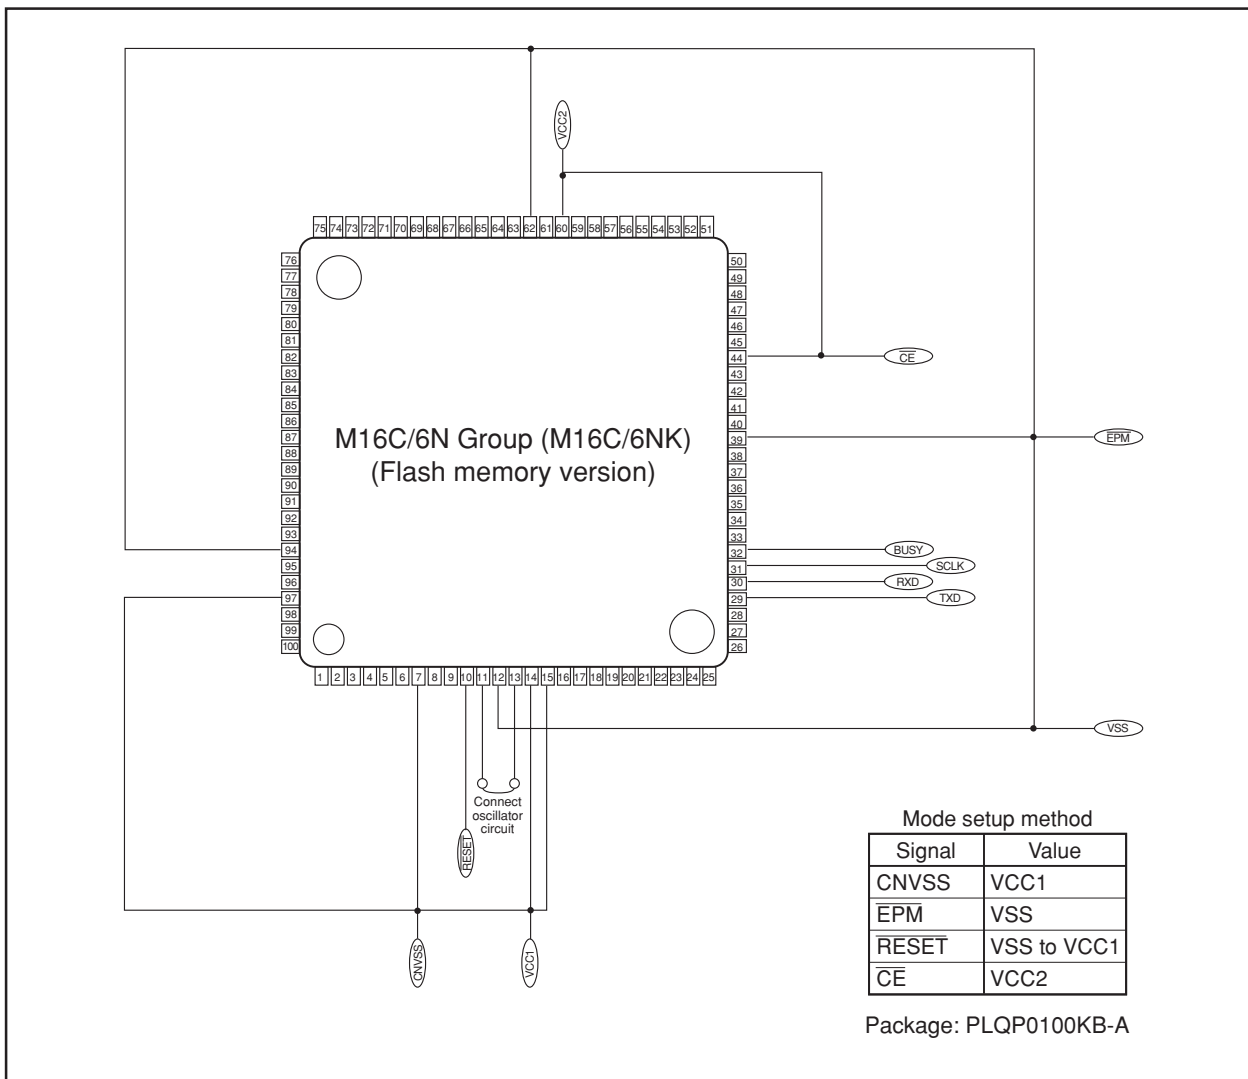 VCC2
75 74 73 72 71 70 69 68 67 66 65 64 63 62 61 60 59 58 57 56 55 54 53 52 51
76
77
78
79
80
81
82
83
84
85
86
87
88
89
90
91
92
93
94
95
96
97
98
99
100
M16C/6N Group (M16C/6NK)
(Flash memory version)
50
49
48
47
46
45
44
43
42
41
40
39
38
37
36
35
34
33
32
31
30
29
28
27
26
CE
EPM
BUSY
SCLK
RXD
TXD
1 2 3 4 5 6 7 8 9 10 11 12 13 14 15 16 17 18 19 20 21 22 23 24 25
VSS
Connect
oscillator
circuit
RESET
CNVSS
VCC1
Mode setup method
Signal Value
CNVSS VCC1
EPM VSS
RESET VSS to VCC1
CE VCC2
Package: PLQP0100KB-A